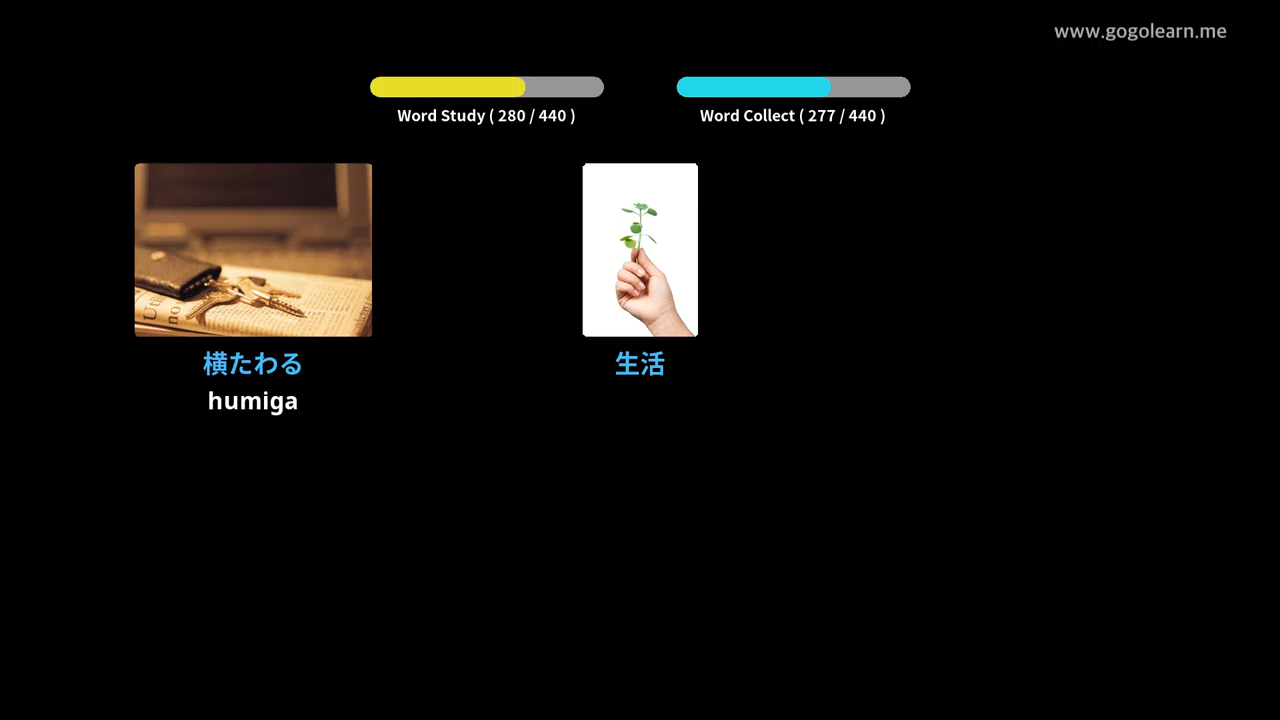 www.gogolearn.me
Word Study ( 280 / 440 )
Word Collect ( 277 / 440 )
横たわる
humiga
生活